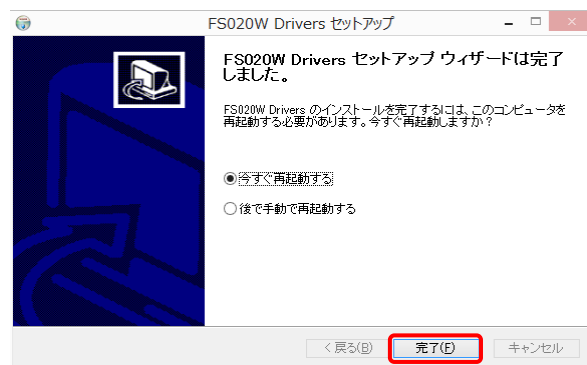 FS020W Drivers セットアップ
FS020W Drivers セットアップ ウィザードは完了
しました。
FS020W Drivers のインストールを完了するには、このコンピュータを
再起動する必要があります。今すぐ再起動しますか？
今すぐ再起動する
後で手動で再起動する
< 戻る(B)
完了(F)
キャンセル